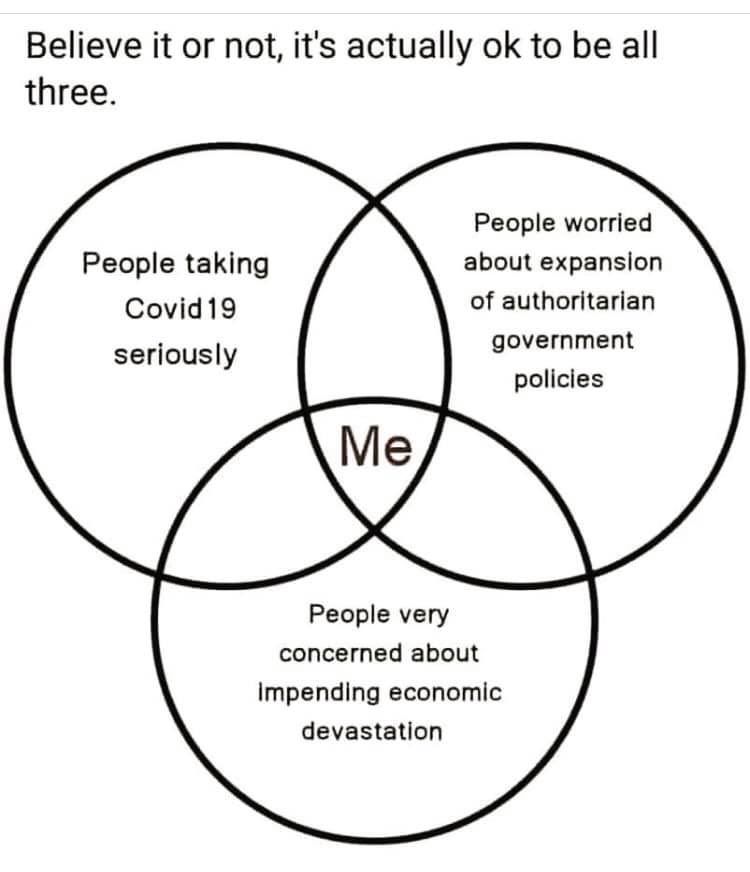 Believe it or not, it's actually ok to be all
three.
People taking
Covid19
seriously
People worried
about expansion
of authoritarian
government
policies
Me
People very
concerned about
impending economic
devastation